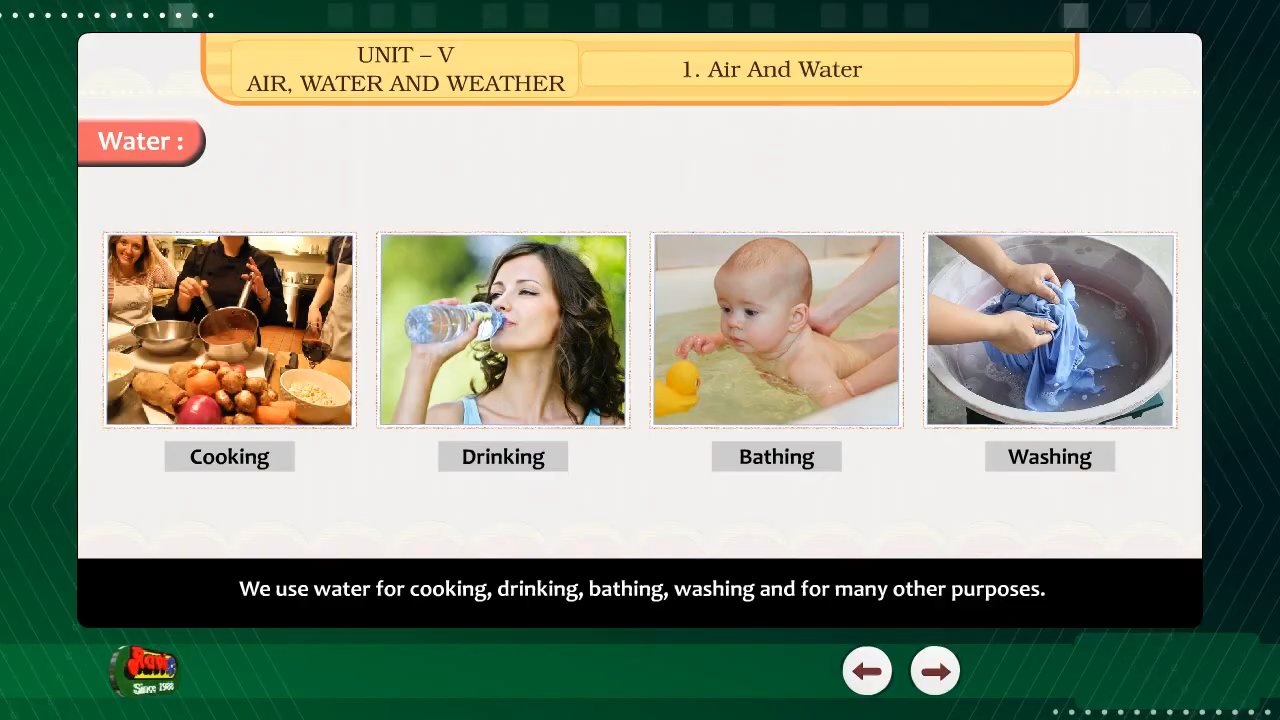 UNIT – V
AIR, WATER AND WEATHER
1. Air And Water
Water :
Cooking
Drinking
Bathing
Washing
We use water for cooking, drinking, bathing, washing and for many other purposes.
Since 1988